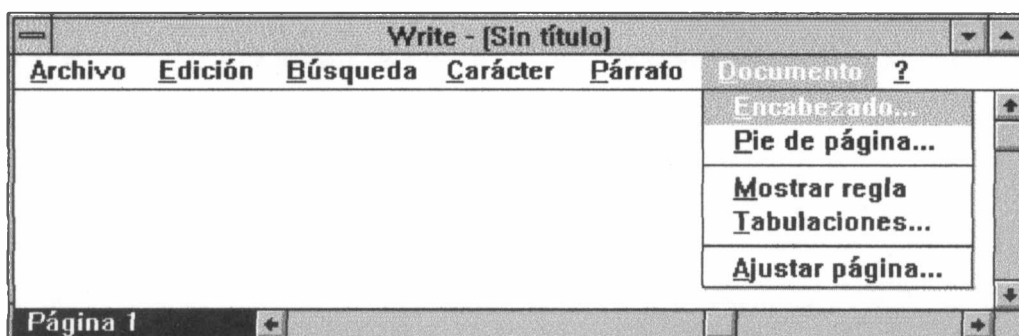 Write - [Sin título]
Archivo Edición Búsqueda Carácter Párrafo Documento ?
Encabezado...
Pie de página...
Mostrar regla
Tabulaciones...
Ajustar página...
Página 1